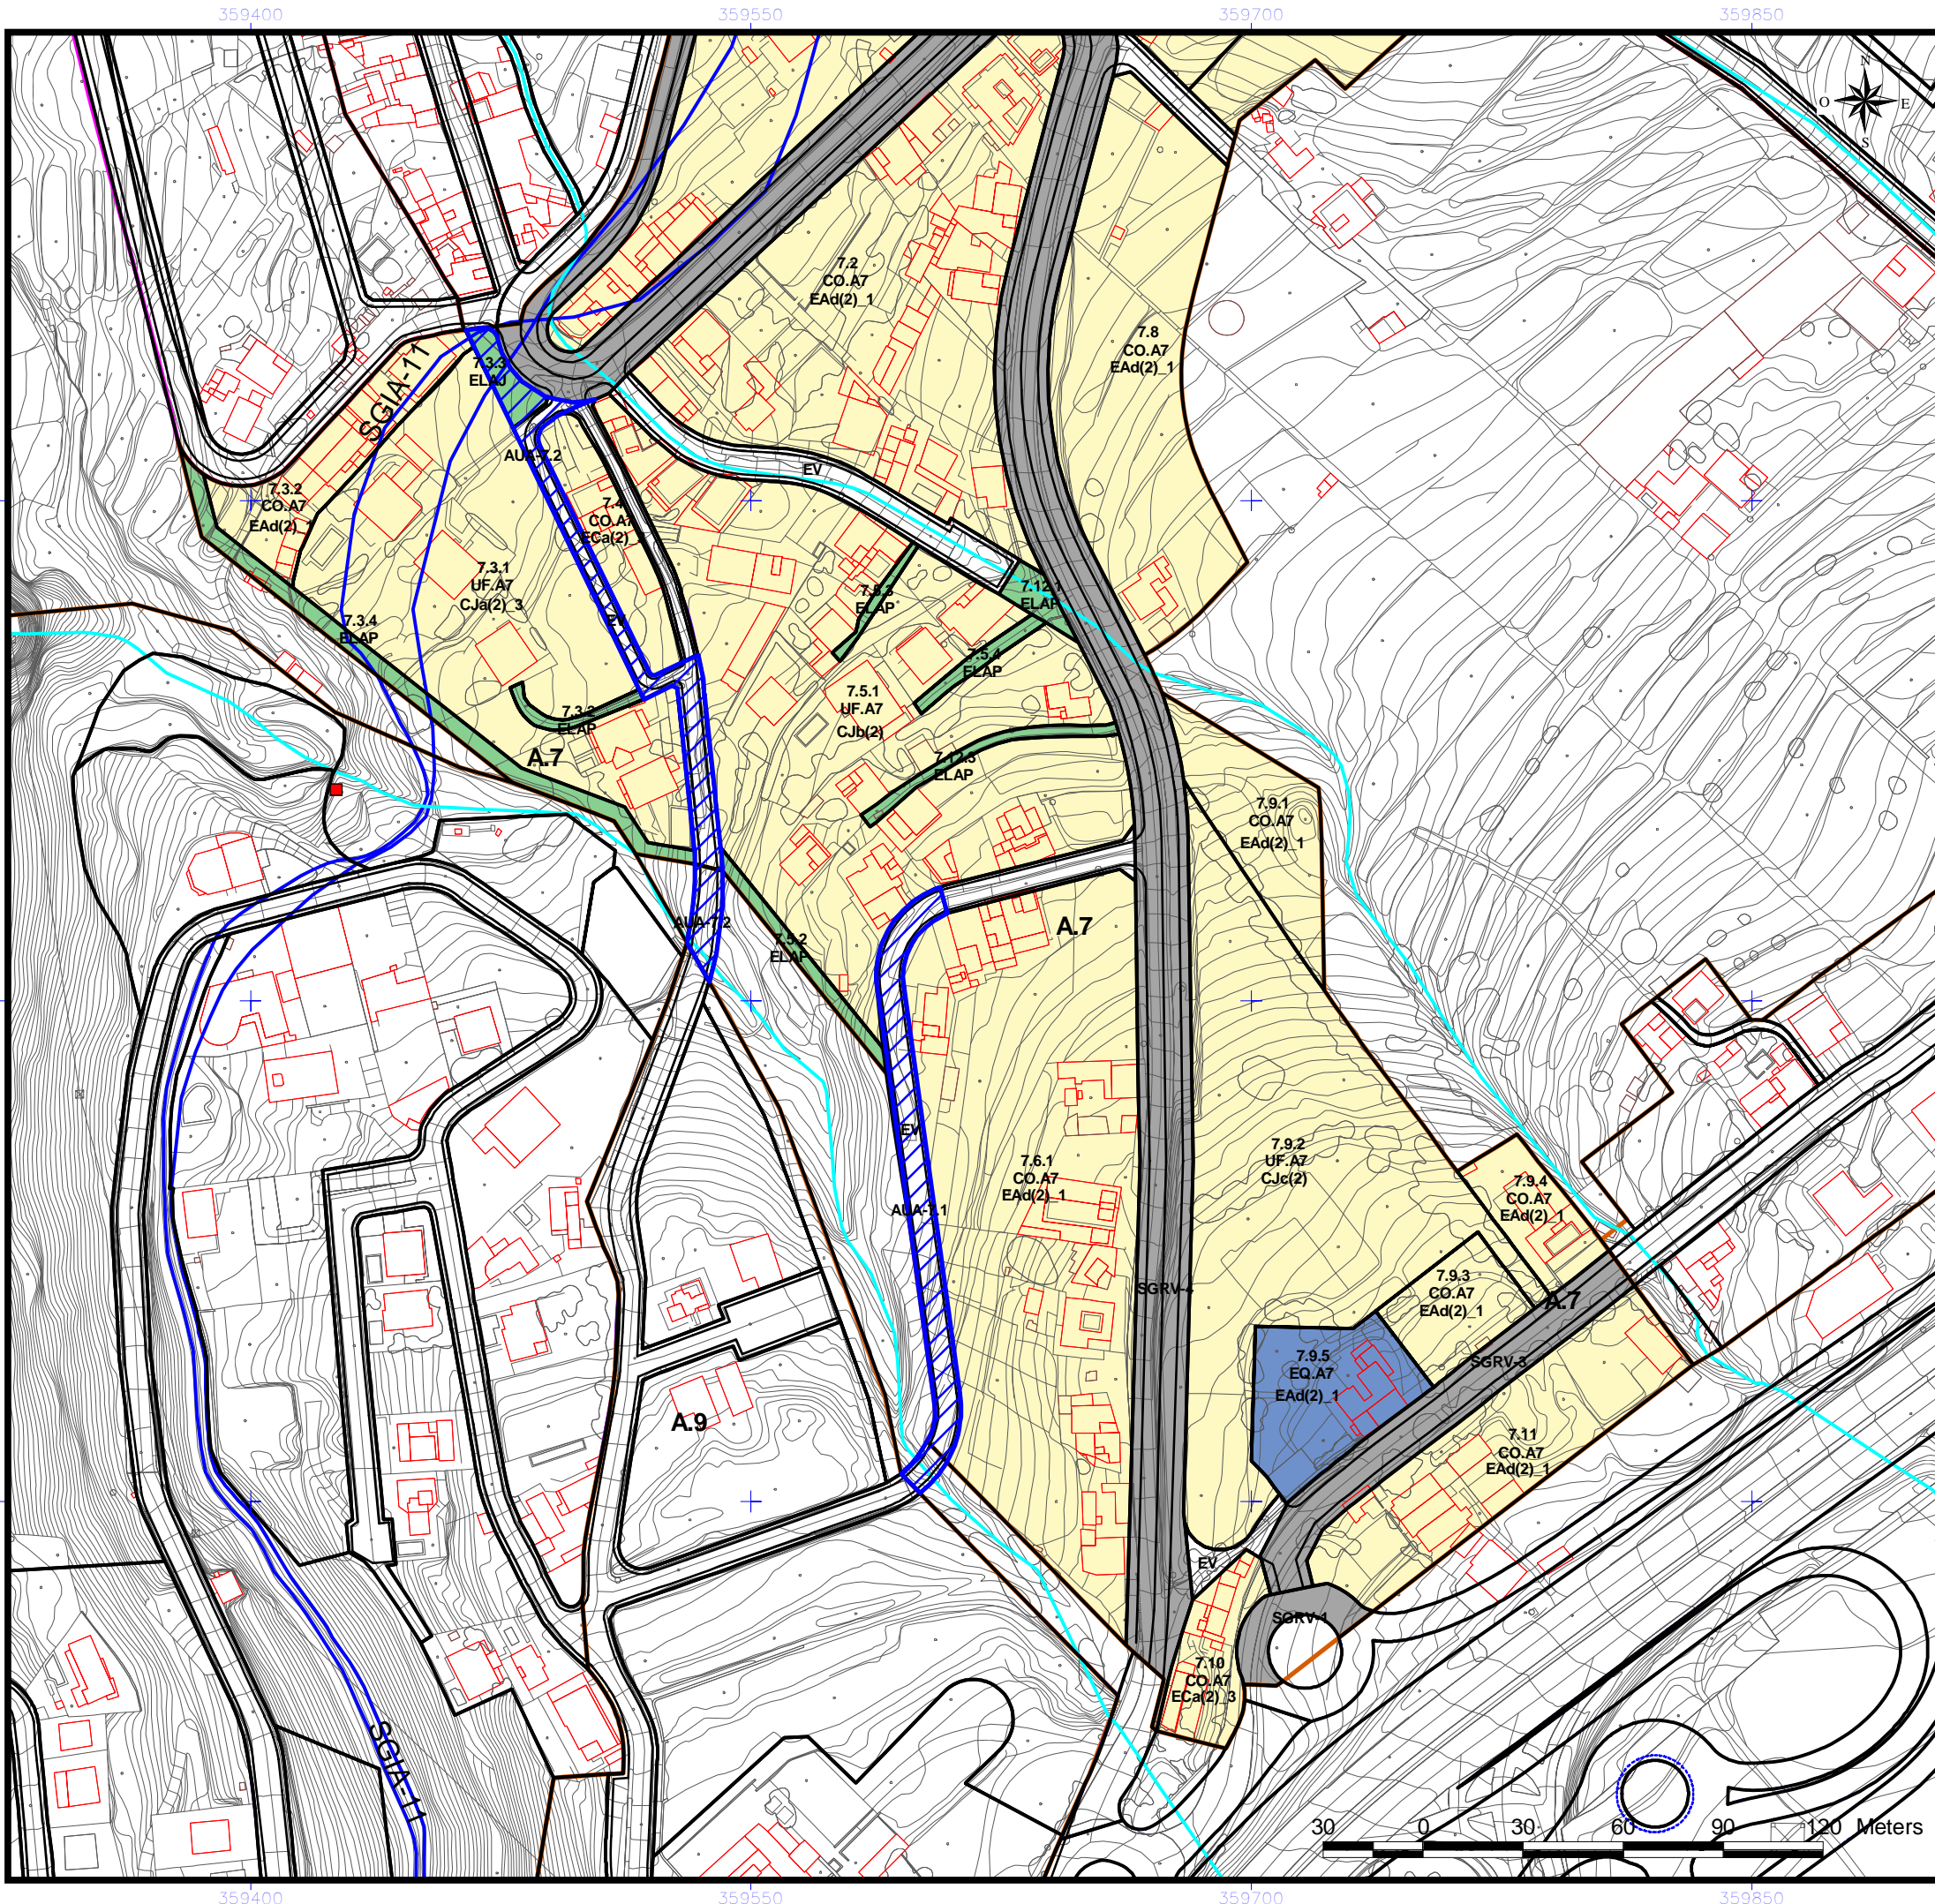 359400 359550 359700 359850
N
O E
S
7.2
CO.A7
EAd(2)_1
7.8
CO.A7
EAd(2)_1
7.3.3
ELAJ
SGIA-11
AUA-7.2
EV
7.3.2
CO.A7
EAd(2)_1
7.4
CO.A7
ECa(2)
7.3.1
UF.A7
CJa(2)_3
EV
7.3.4
ELAP
ELAP
ELAP
7.5.4
ELAP
7.5.1
UF.A7
CJb(2)
7.3.3
ELAP
A.7
7.12.3
ELAP
7.9.1
CO.A7
EAd(2)_1
AUA-7.2
7.5.2
ELAP
A.7
EV
7.6.1
CO.A7
EAd(2)_1
7.9.2
UF.A7
CJc(2)
7.9.4
CO.A7
EAd(2)_1
AUA-7.1
SGRV-4
7.9.3
CO.A7
EAd(2)_1
A.7
7.9.5
EQ.A7
EAd(2)_1
SGRV-3
A.9
7.11
CO.A7
EAd(2)_1
EV
SGRV-1
7.10
CO.A7
ECa(2)_3
SGIA-11
30 0 30 60 90 120 Meters
359400 359550 359700 359850